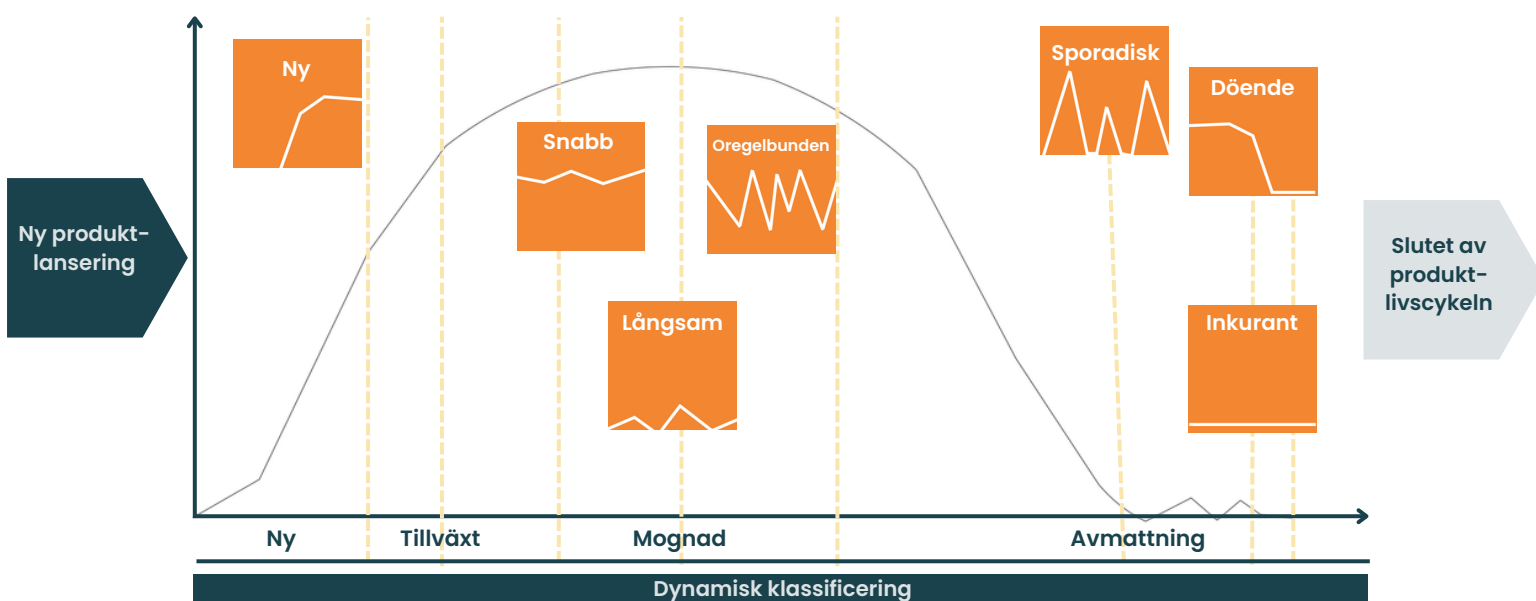 Ny
Snabb
Oregelbunden
Långsam
Sporadisk
Döende
Inkurant
Ny produkt-
lansering
Slutet av
produkt-
livscykeln
Ny
Tillväxt
Mognad
Avmattning
Dynamisk klassificering